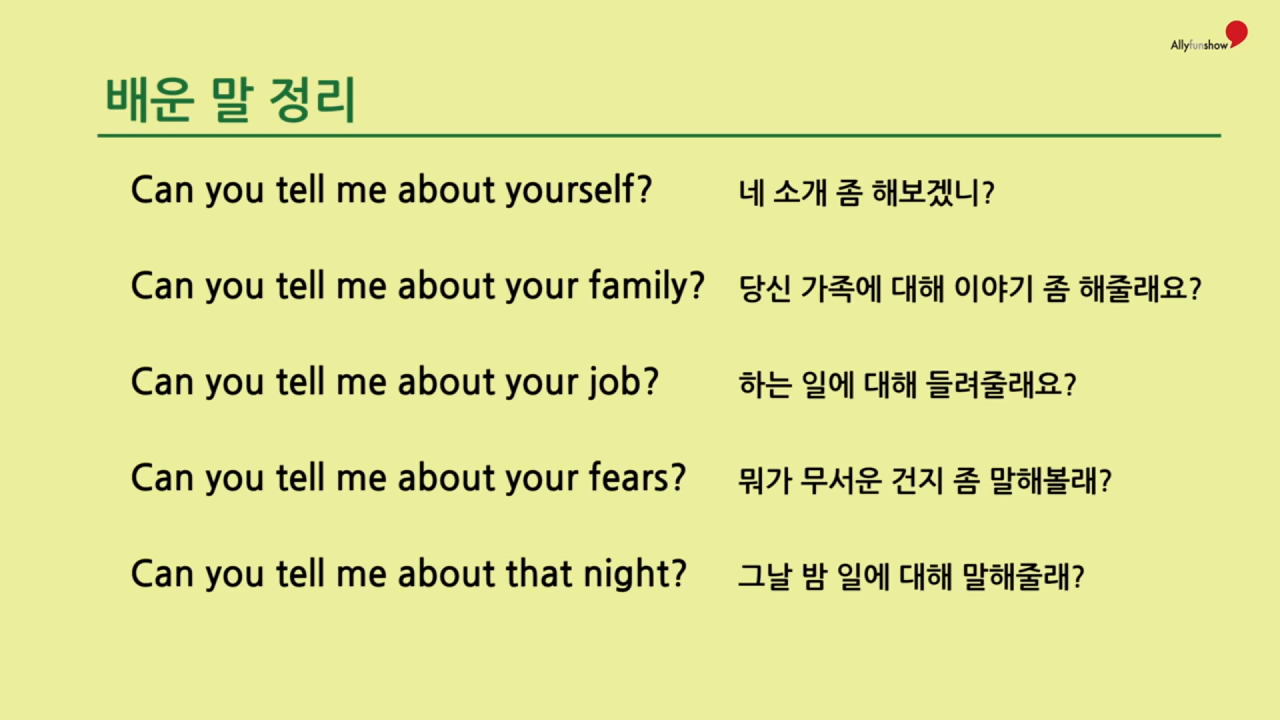 Allyfunshow
배운 말 정리
Can you tell me about yourself? 네 소개 좀 해보겠니?
Can you tell me about your family? 당신 가족에 대해 이야기 좀 해줄래요?
Can you tell me about your job? 하는 일에 대해 들려줄래요?
Can you tell me about your fears? 뭐가 무서운 건지 좀 말해볼래?
Can you tell me about that night? 그날 밤 일에 대해 말해줄래?